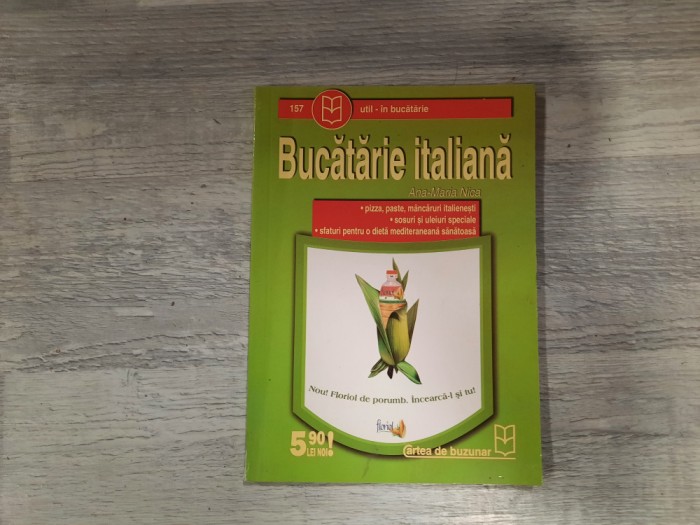 157 util - în bucătărie
Bucătărie italiană
Ana-Maria Nica
• pizza, paste, mâncăruri italienești
• sosuri și uleiuri speciale
• sfaturi pentru o dietă mediteraneană sănătoasă
Nou! Floriol de porumb. Încearcă-l și tu!
floriol
5,90 LEI NOI!
Cartea de buzunar